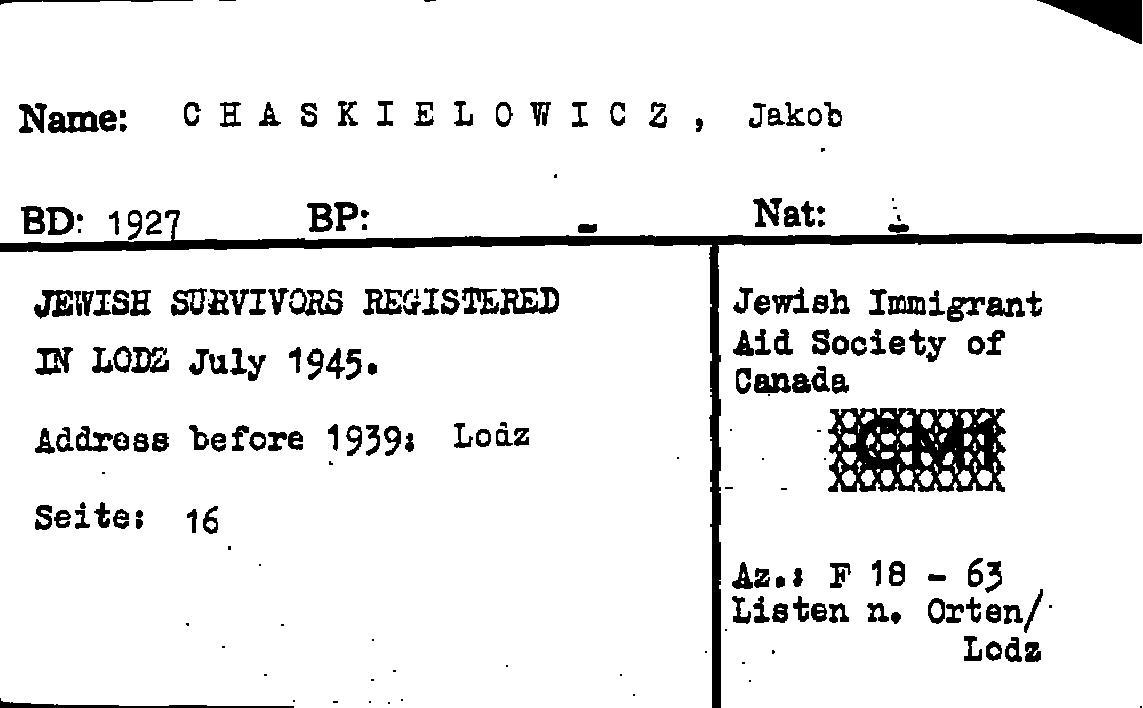 Name: CHASKIELOWICZ, Jakob
BD: 1927 BP: - Nat: -
JEWISH SURVIVORS REGISTERED
IN LODZ July 1945.
Address before 1939: Lodz
Seite: 16
Jewish Immigrant
Aid Society of
Canada
CM1
Az.: F 18 - 63
Listen n. Orten/
Lodz